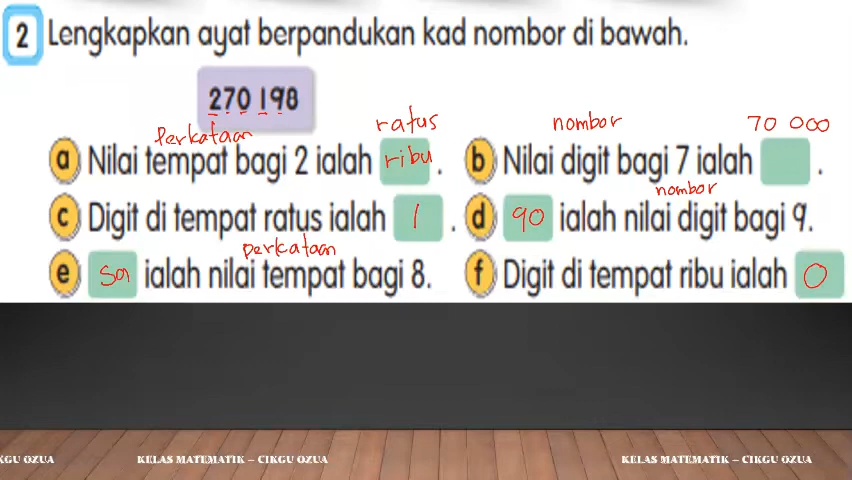 2 Lengkapkan ayat berpandukan kad nombor di bawah.
270 198
perkataan ratus nombor 70 000
a Nilai tempat bagi 2 ialah ribu. b Nilai digit bagi 7 ialah .
nombor
c Digit di tempat ratus ialah 1. d 90 ialah nilai digit bagi 9.
perkataan
e sa ialah nilai tempat bagi 8. f Digit di tempat ribu ialah 0
KGU OZUA KELAS MATEMATIK – CIKGU OZUA KELAS MATEMATIK – CIKGU OZUA